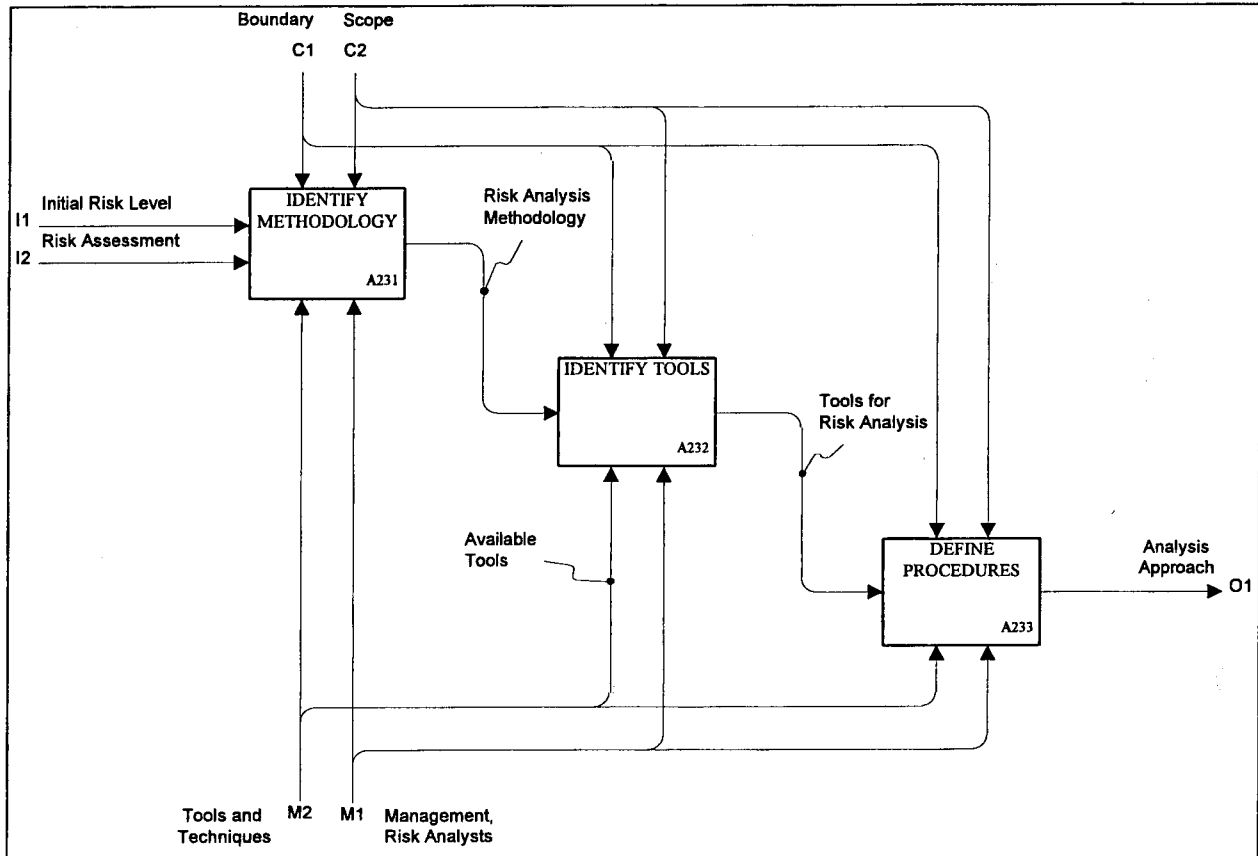 Boundary
C1
Scope
C2
I1
Initial Risk Level
I2
Risk Assessment
IDENTIFY
METHODOLOGY
A231
Risk Analysis
Methodology
IDENTIFY TOOLS
A232
Tools for
Risk Analysis
Available
Tools
DEFINE
PROCEDURES
A233
Analysis
Approach
O1
Tools and
Techniques
M2
M1
Management,
Risk Analysts